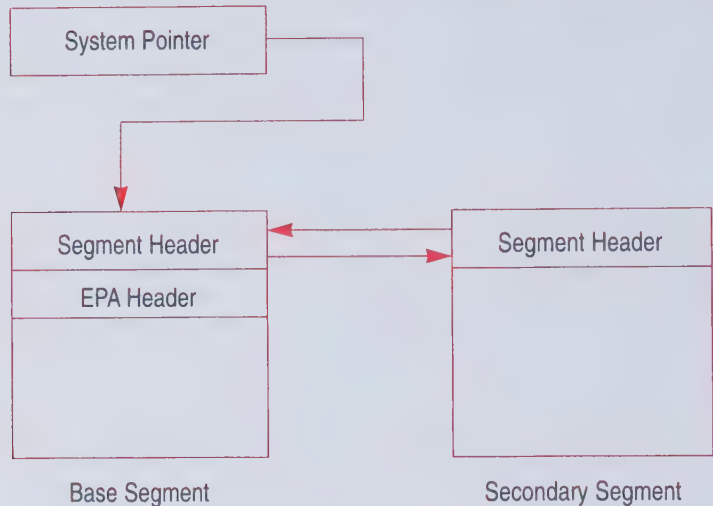 System Pointer
Segment Header
Segment Header
EPA Header
Base Segment
Secondary Segment